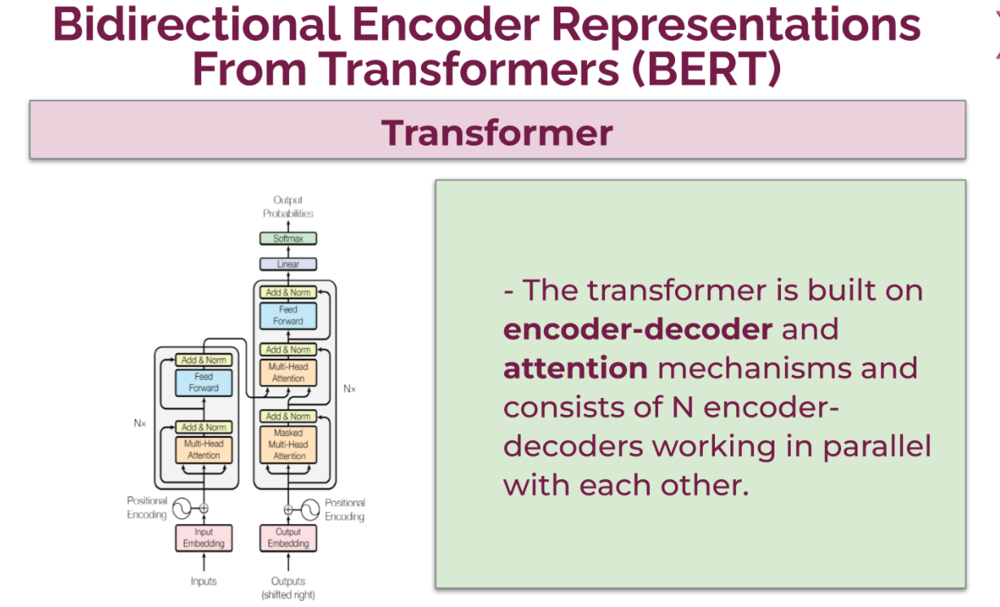 Bidirectional Encoder Representations
From Transformers (BERT)
Transformer
Output
Probabilities
Softmax
Linear
Add & Norm
Feed
Forward
Add & Norm
Multi-Head
Attention
Nx
Add & Norm
Masked
Multi-Head
Attention
Add & Norm
Feed
Forward
Nx
Add & Norm
Multi-Head
Attention
Positional
Encoding
Positional
Encoding
Input
Embedding
Output
Embedding
Inputs
Outputs
(shifted right)
- The transformer is built on
encoder-decoder and
attention mechanisms and
consists of N encoder-
decoders working in parallel
with each other.